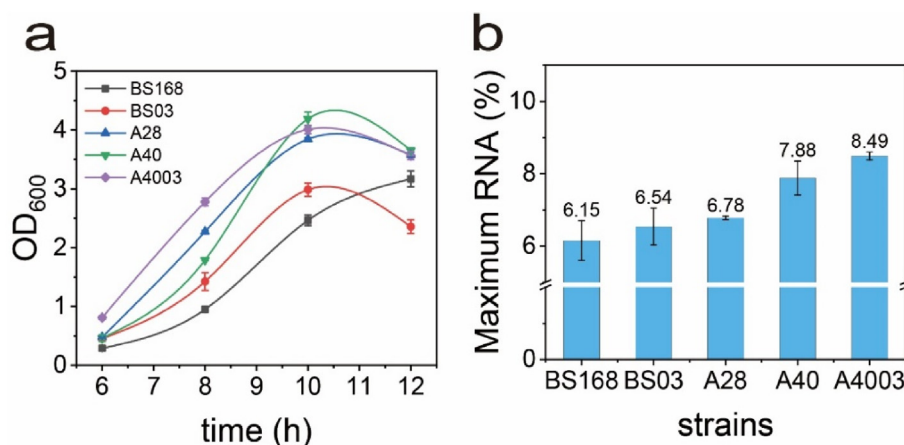 a
OD600
5
4
3
2
1
0
BS168
BS03
A28
A40
A4003
6 7 8 9 10 11 12
time (h)
b
Maximum RNA (%)
10
8
6
0
6.15 6.54 6.78 7.88 8.49
BS168 BS03 A28 A40 A4003
strains